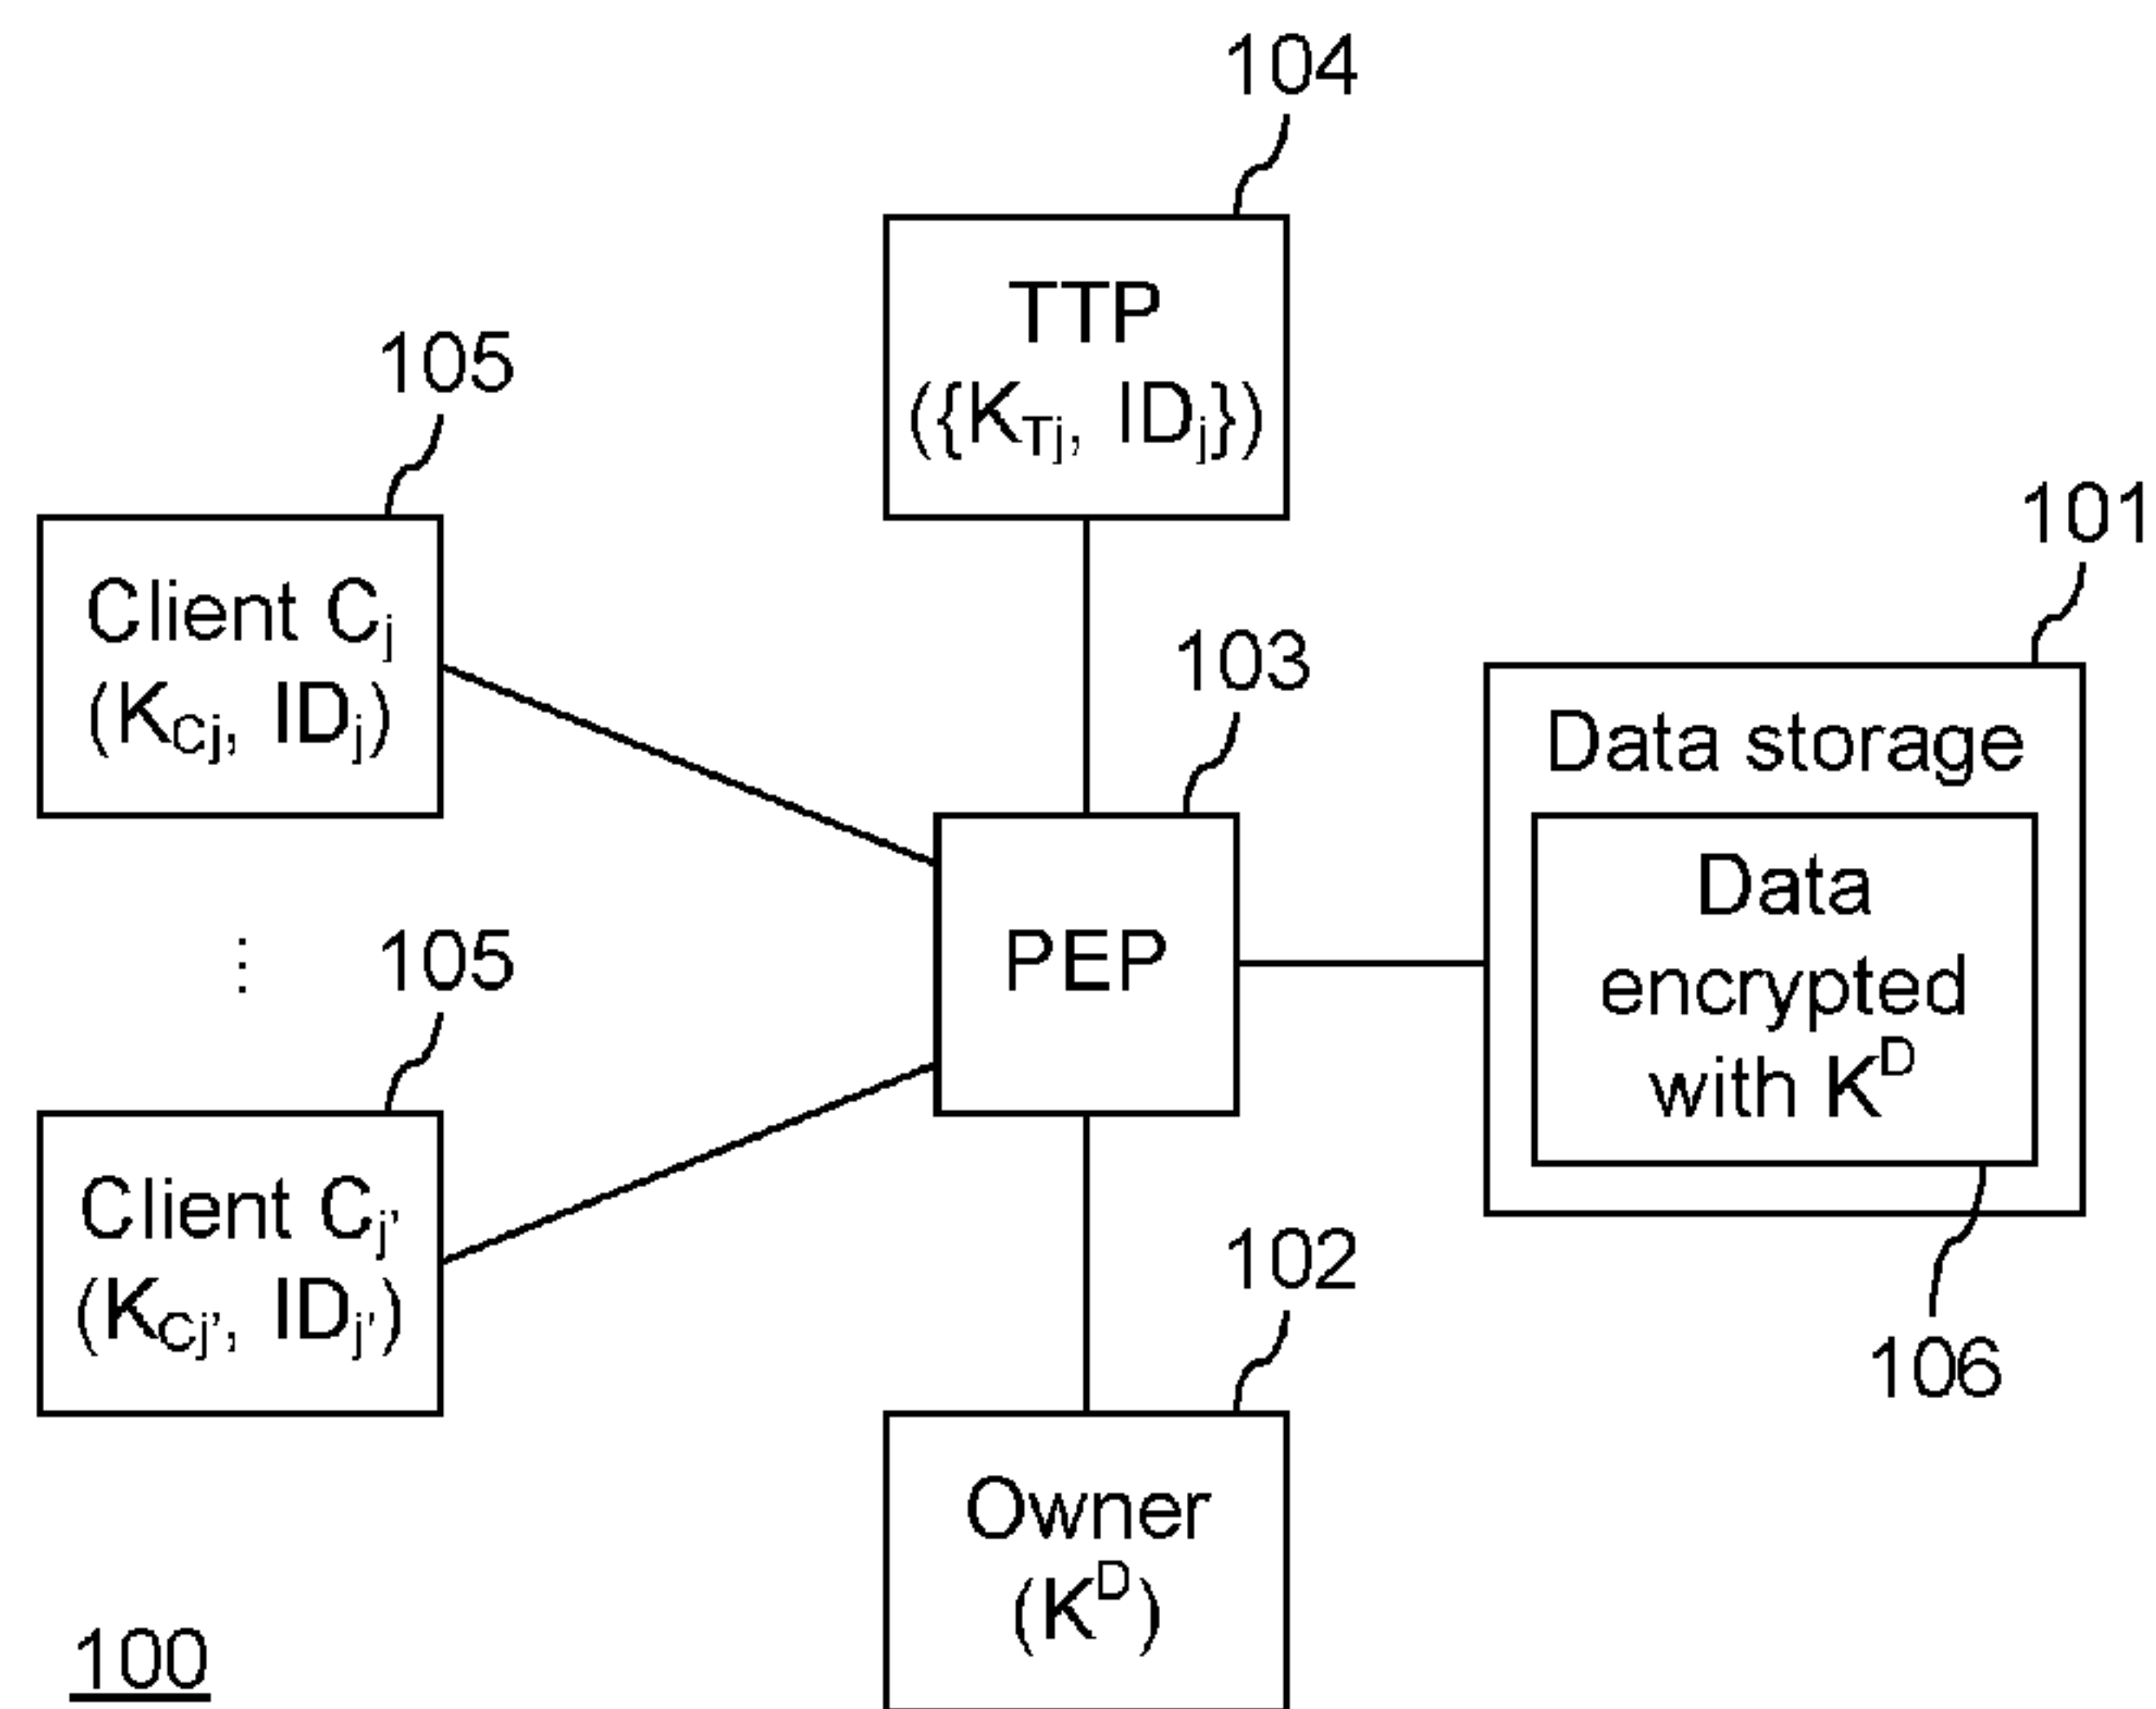 104
TTP
({K_Tj, ID_j})
105
Client C_j
(K_Cj, ID_j)
101
Data storage
Data
encrypted
with K^D
103
PEP
⋮
105
Client C_j'
(K_Cj', ID_j')
102
Owner
(K^D)
106
100